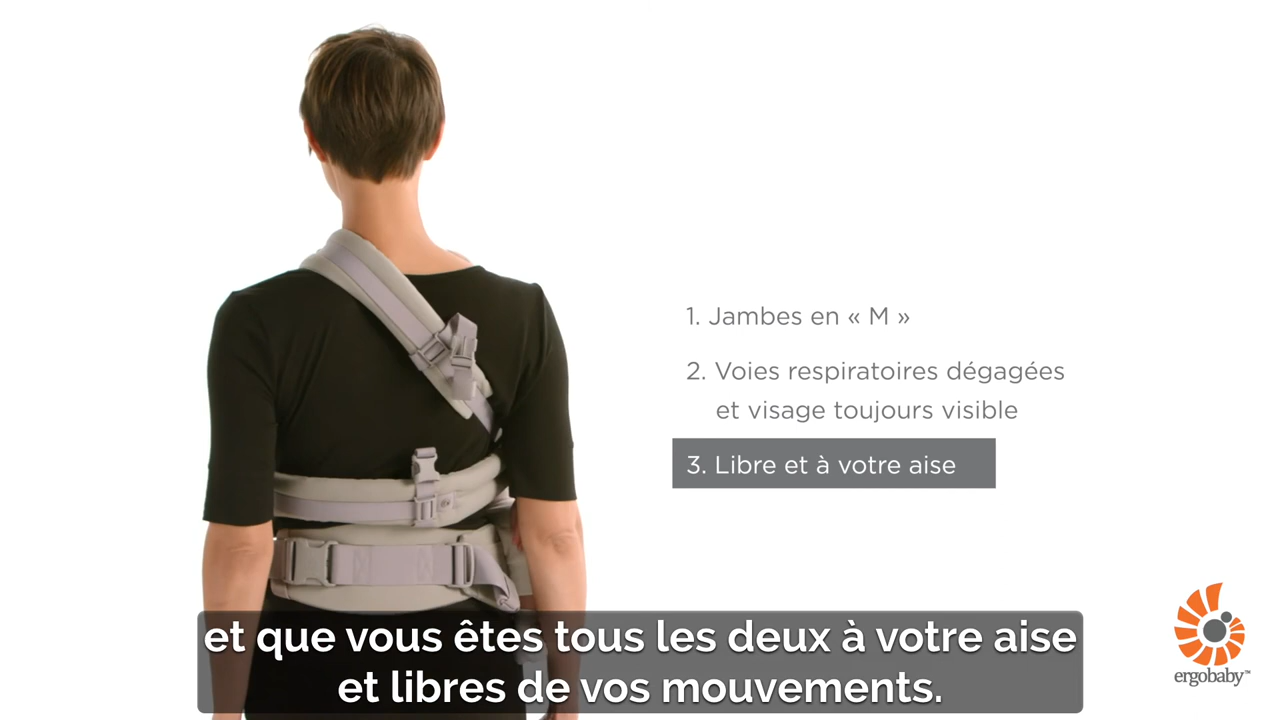 1. Jambes en « M »
2. Voies respiratoires dégagées
et visage toujours visible
3. Libre et à votre aise
et que vous êtes tous les deux à votre aise
et libres de vos mouvements.
ergobaby™